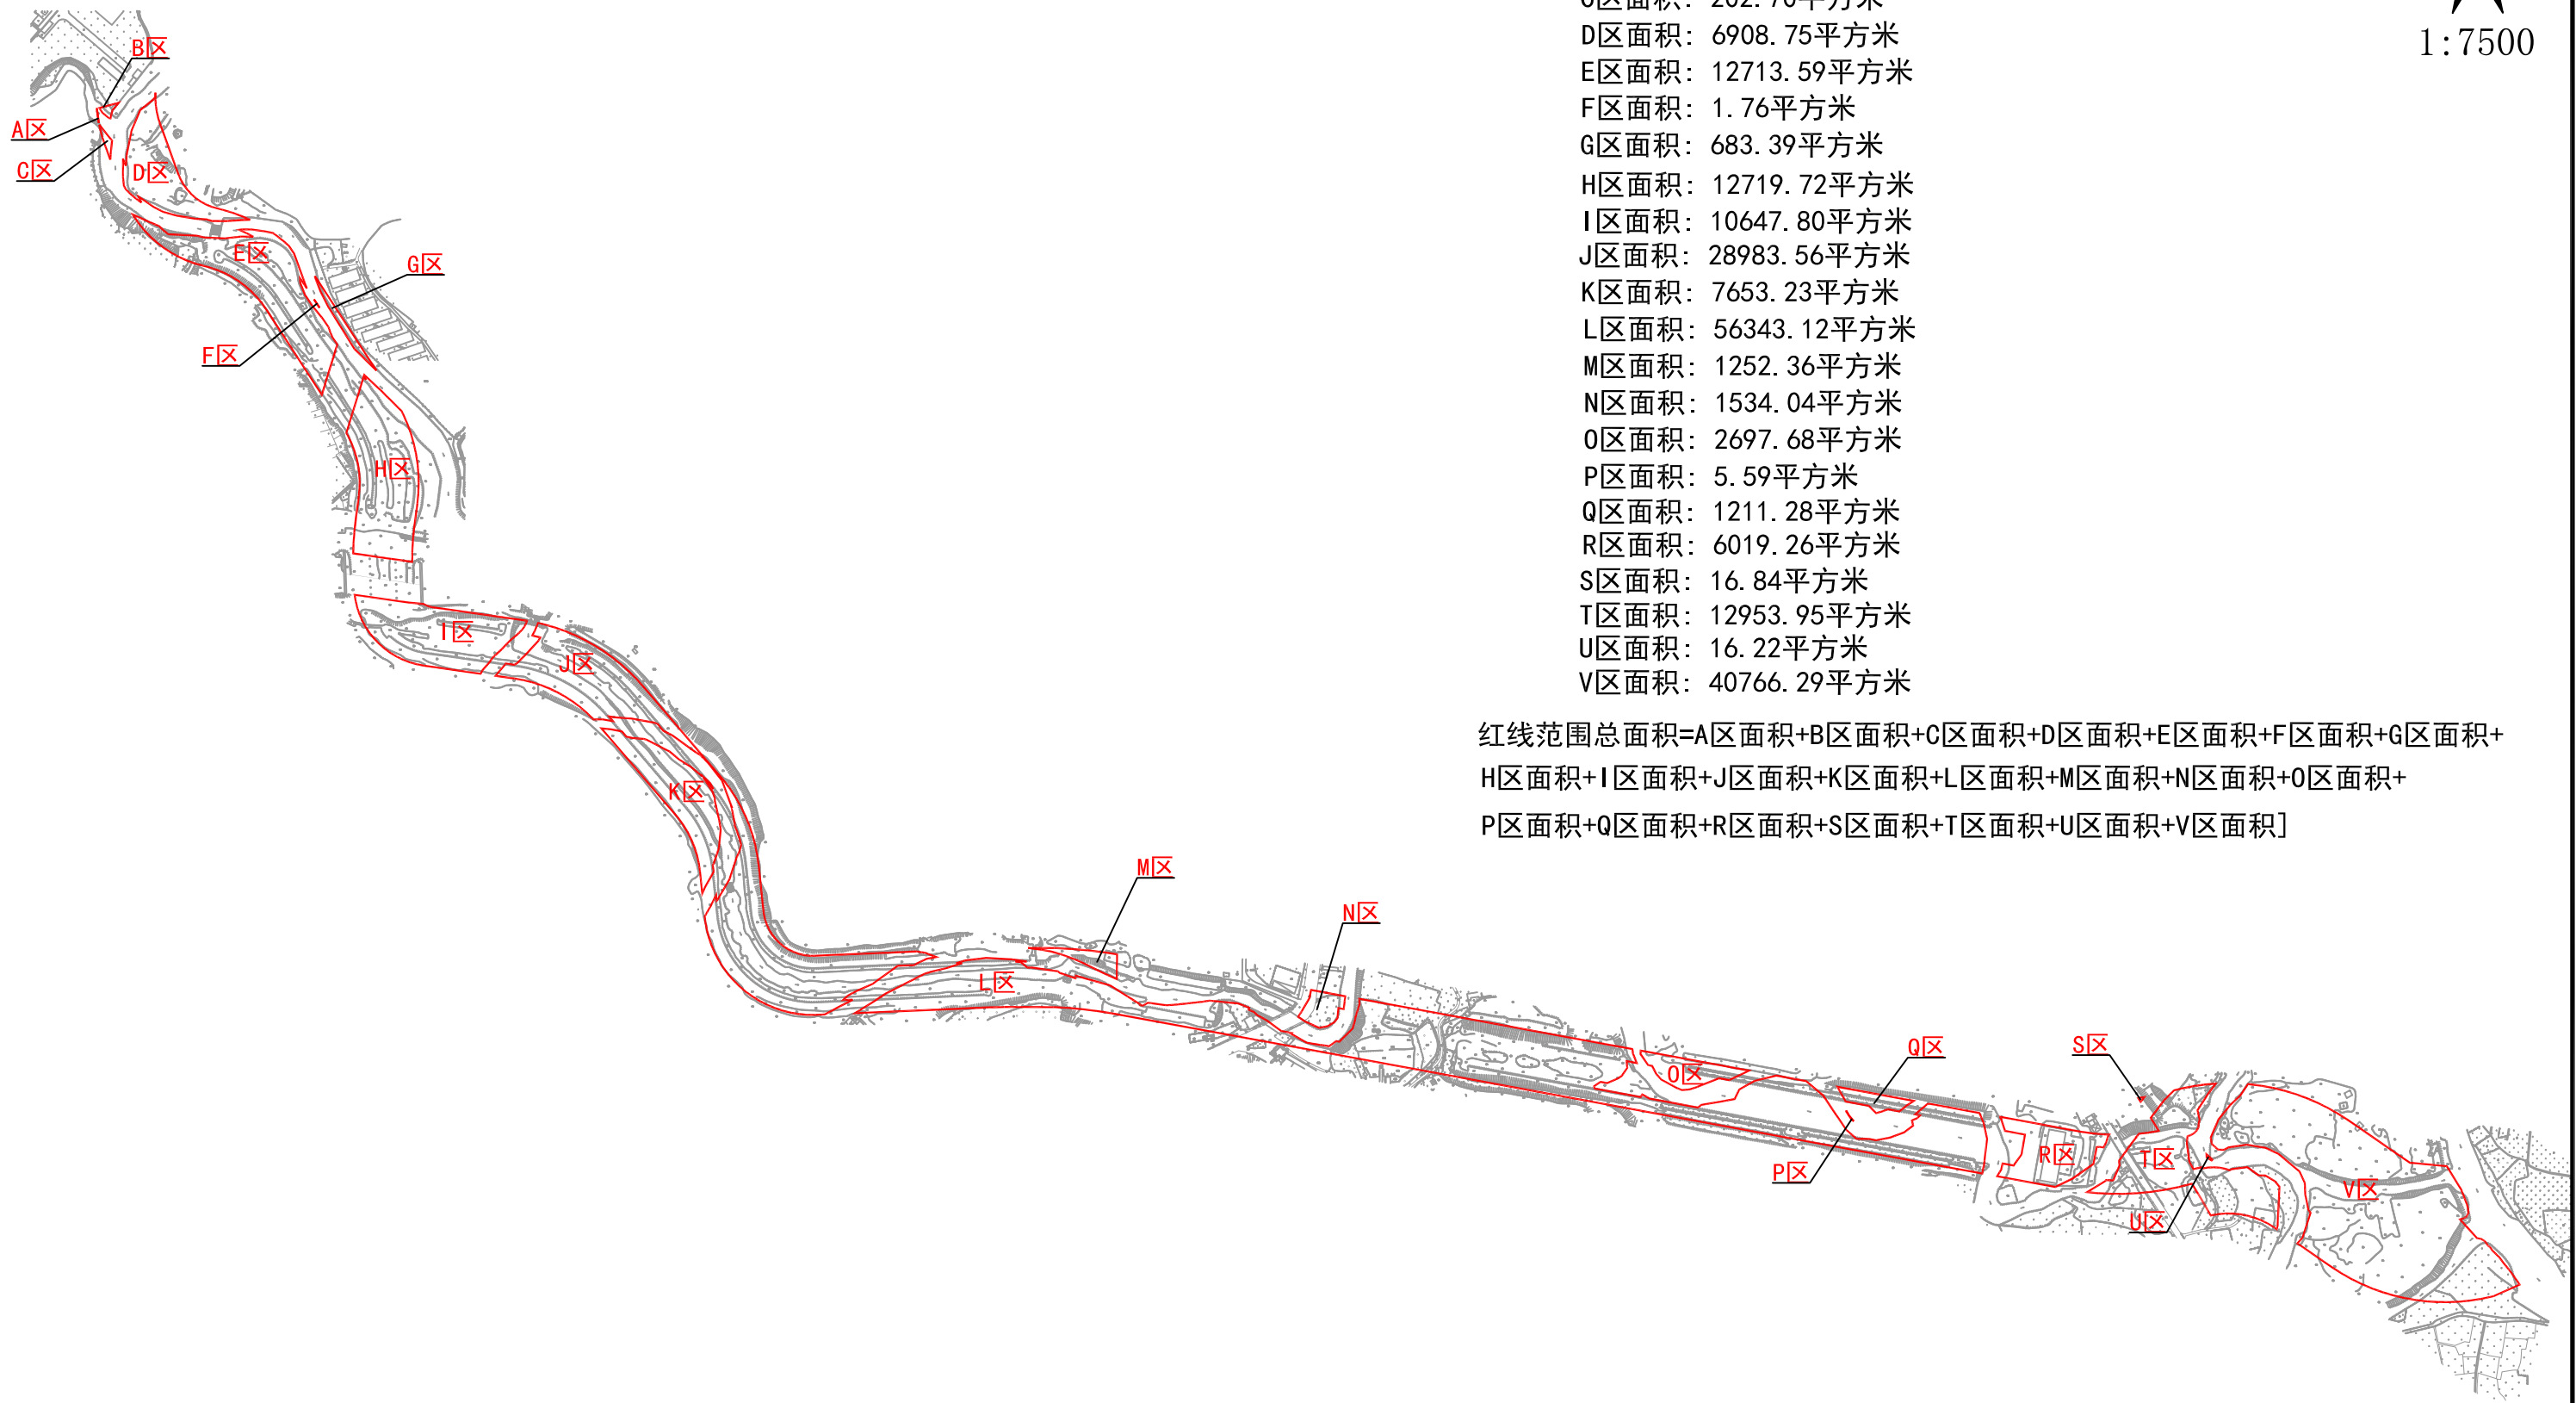 D区面积: 6908.75平方米
E区面积: 12713.59平方米
F区面积: 1.76平方米
G区面积: 683.39平方米
H区面积: 12719.72平方米
I区面积: 10647.80平方米
J区面积: 28983.56平方米
K区面积: 7653.23平方米
L区面积: 56343.12平方米
M区面积: 1252.36平方米
N区面积: 1534.04平方米
O区面积: 2697.68平方米
P区面积: 5.59平方米
Q区面积: 1211.28平方米
R区面积: 6019.26平方米
S区面积: 16.84平方米
T区面积: 12953.95平方米
U区面积: 16.22平方米
V区面积: 40766.29平方米
红线范围总面积=A区面积+B区面积+C区面积+D区面积+E区面积+F区面积+G区面积+
H区面积+I区面积+J区面积+K区面积+L区面积+M区面积+N区面积+O区面积+
P区面积+Q区面积+R区面积+S区面积+T区面积+U区面积+V区面积]
1:7500
B区
A区
C区
D区
E区
G区
F区
H区
I区
J区
K区
M区
N区
L区
O区
Q区
S区
P区
R区
T区
U区
V区